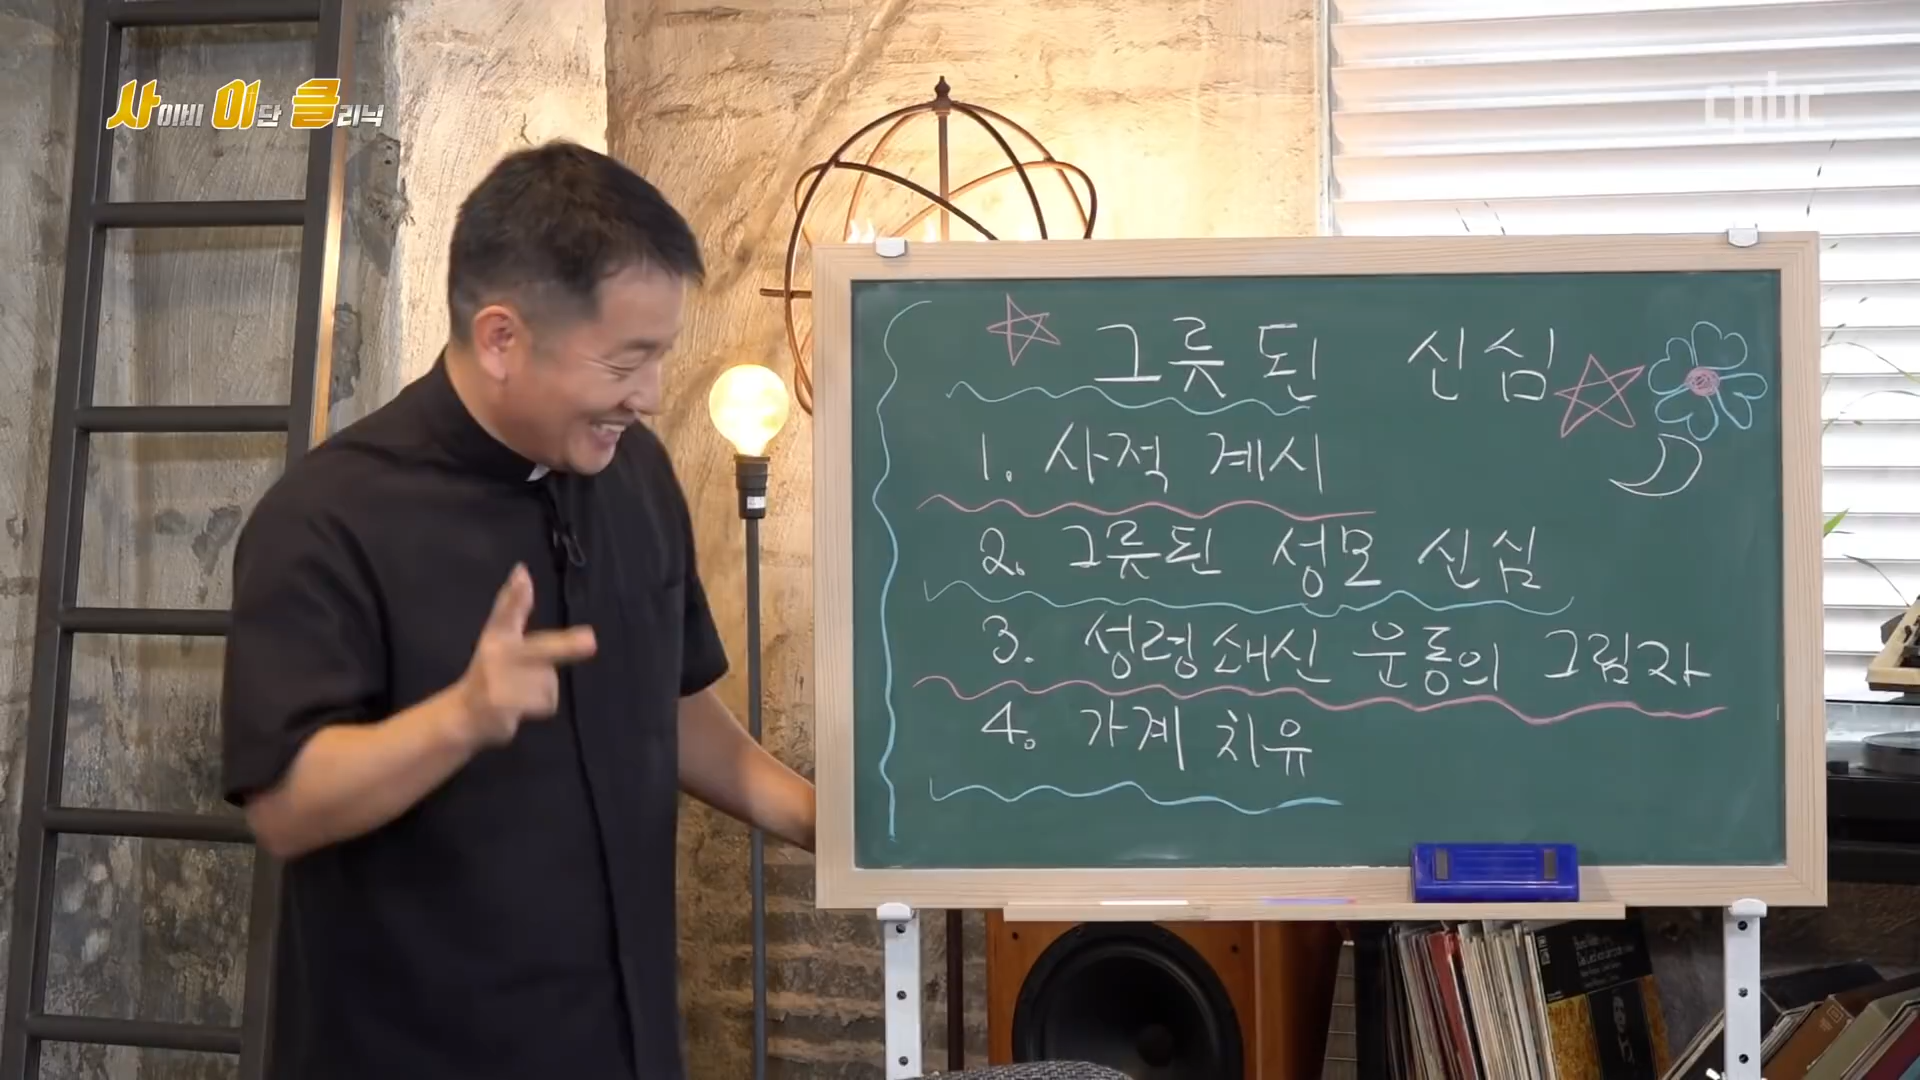 사이비 이단 클리닉
cpbc
그릇된 신심
1. 사적 계시
2. 그릇된 성모 신심
3. 성령쇄신 운동의 그림자
4. 가계 치유